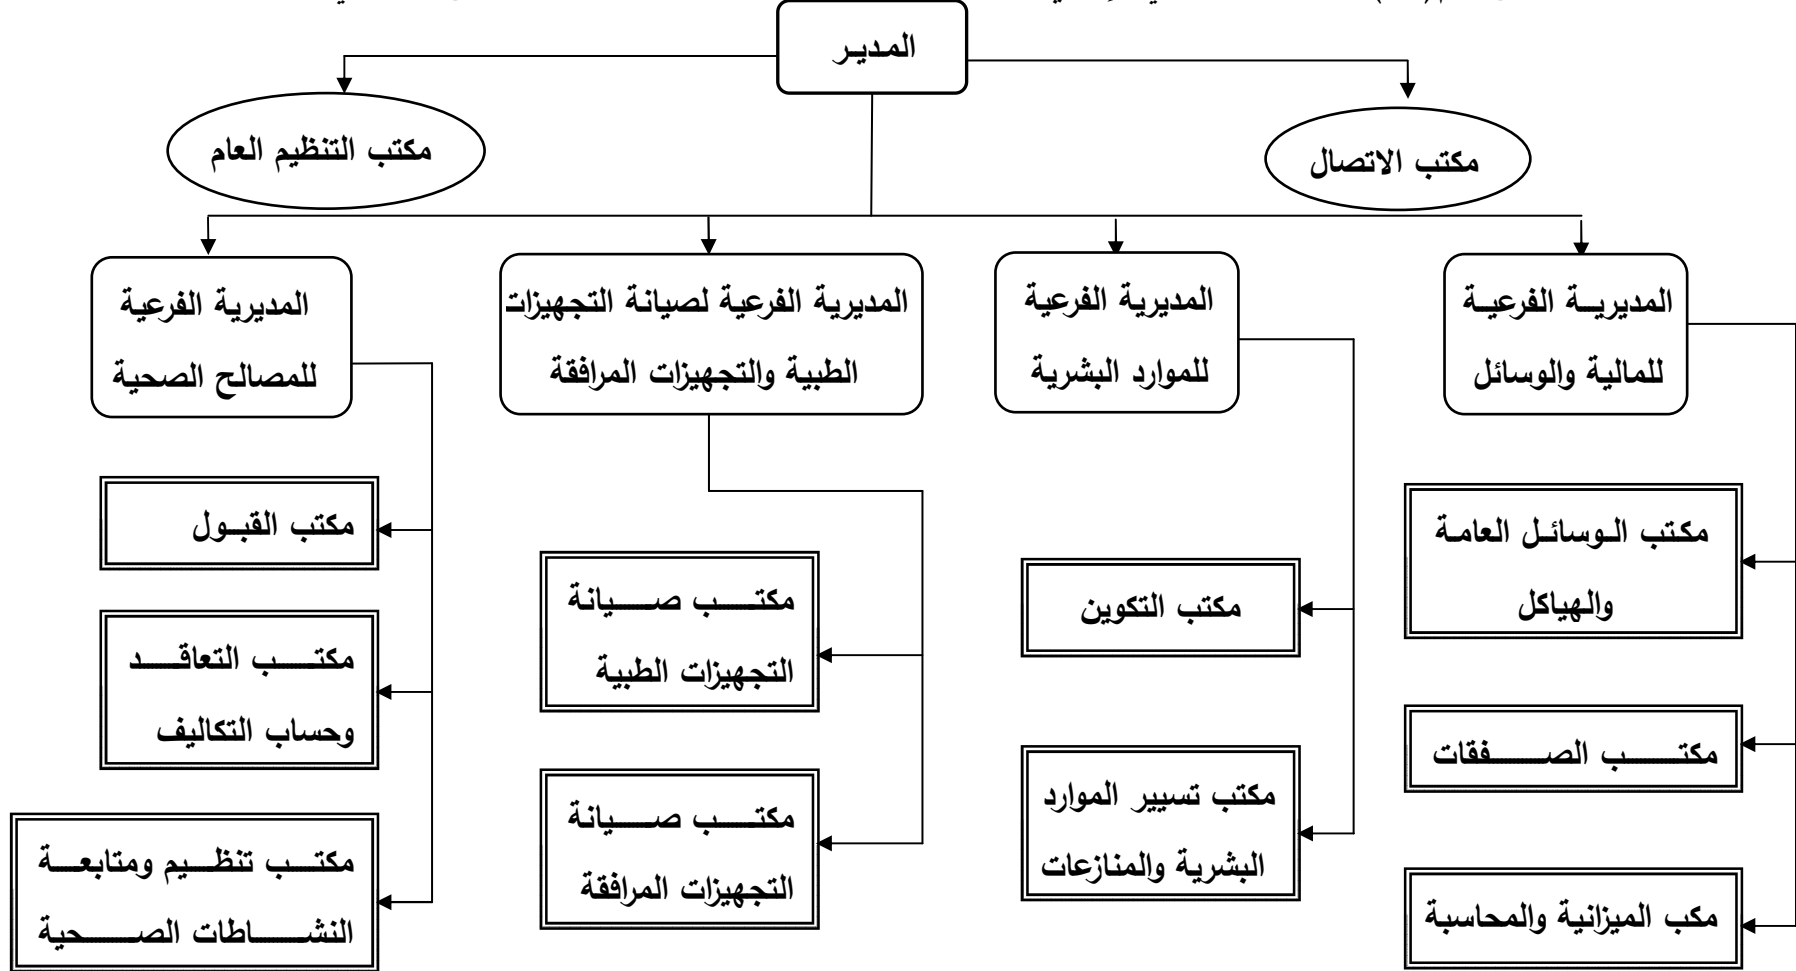 المدير
مكتب الاتصال
مكتب التنظيم العام
المديرية الفرعية
للمالية والوسائل
المديرية الفرعية
للموارد البشرية
المديرية الفرعية لصيانة التجهيزات
الطبية والتجهيزات المرافقة
المديرية الفرعية
للمصالح الصحية
مكتب الوسائل العامة
والهياكل
مكتب الصفقات
مكب الميزانية والمحاسبة
مكتب التكوين
مكتب تسيير الموارد
البشرية والمنازعات
مكتب صيانة
التجهيزات الطبية
مكتب صيانة
التجهيزات المرافقة
مكتب القبول
مكتب التعاقد
وحساب التكاليف
مكتب تنظيم ومتابعة
النشاطات الصحية